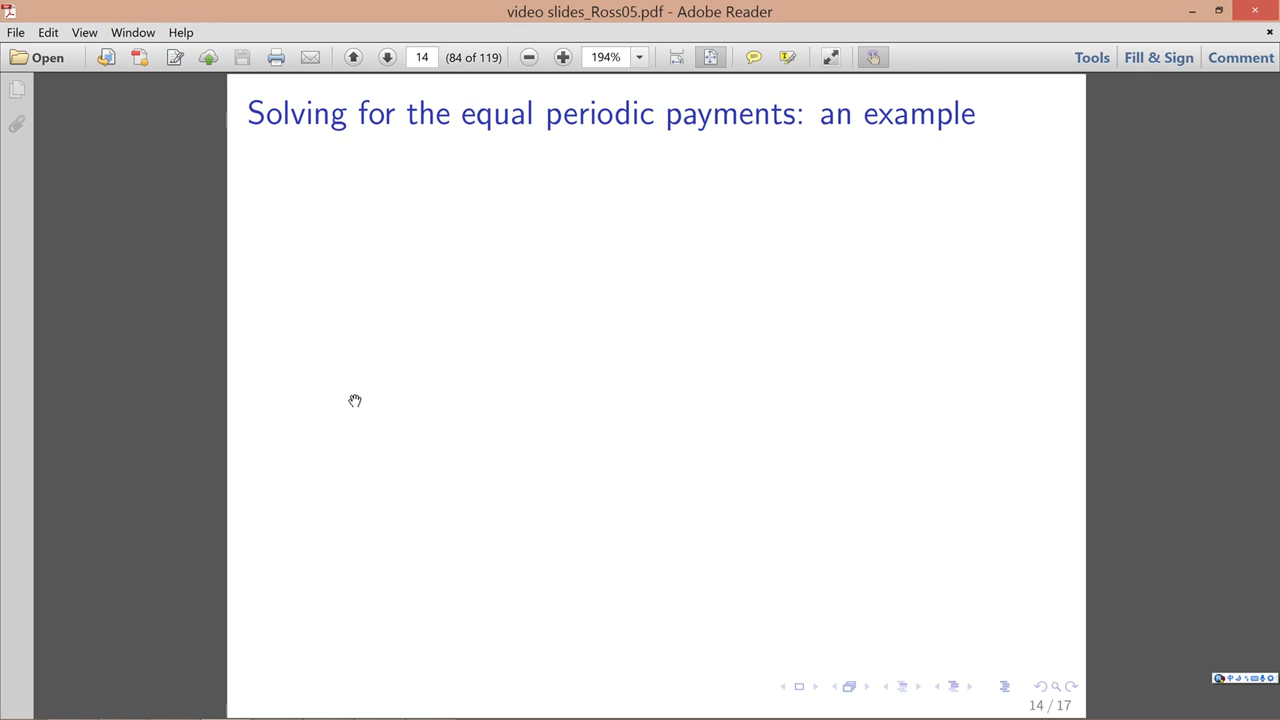 video slides_Ross05.pdf - Adobe Reader
File Edit View Window Help
Open 14 (84 of 119) 194% Tools Fill & Sign Comment
Solving for the equal periodic payments: an example
14 / 17